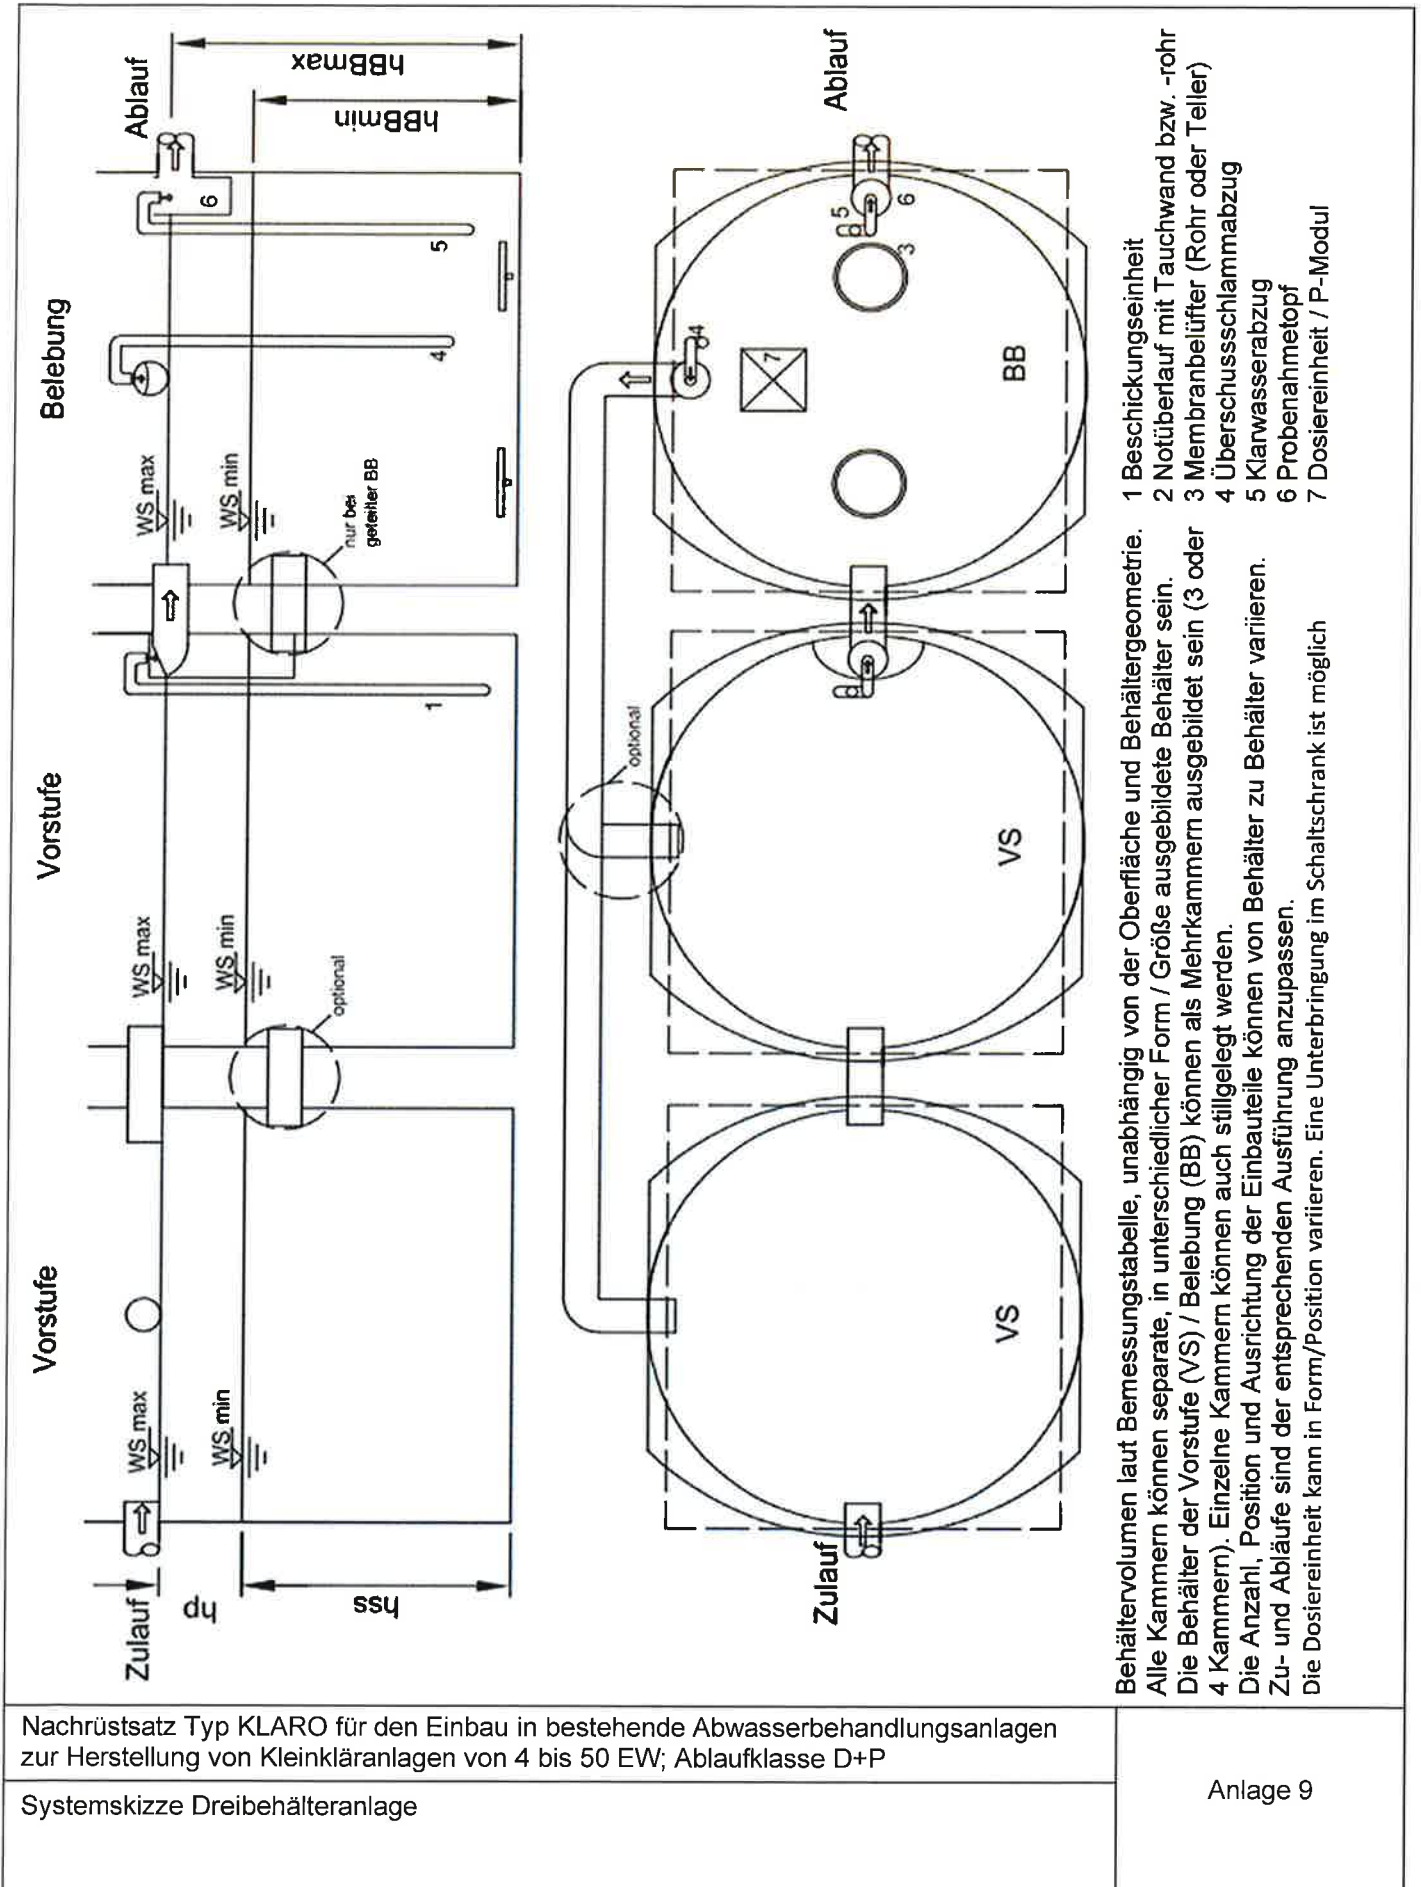 Vorstufe
Vorstufe
Belebung
Zulauf
hp
hss
WS max
WS min
optional
WS max
WS min
1
nur bei
geteilter BB
WS max
WS min
4
5
6
Ablauf
hBBmin
hBBmax
optional
Zulauf
VS
VS
BB
7
4
3
5
6
Ablauf
Behältervolumen laut Bemessungstabelle, unabhängig von der Oberfläche und Behältergeometrie.
Alle Kammern können separate, in unterschiedlicher Form / Größe ausgebildete Behälter sein.
Die Behälter der Vorstufe (VS) / Belebung (BB) können als Mehrkammern ausgebildet sein (3 oder
4 Kammern). Einzelne Kammern können auch stillgelegt werden.
Die Anzahl, Position und Ausrichtung der Einbauteile können von Behälter zu Behälter variieren.
Zu- und Abläufe sind der entsprechenden Ausführung anzupassen.
Die Dosiereinheit kann in Form/Position variieren. Eine Unterbringung im Schaltschrank ist möglich
1 Beschickungseinheit
2 Notüberlauf mit Tauchwand bzw. -rohr
3 Membranbelüfter (Rohr oder Teller)
4 Überschussschlammabzug
5 Klarwasserabzug
6 Probenahmetopf
7 Dosiereinheit / P-Modul
Nachrüstsatz Typ KLARO für den Einbau in bestehende Abwasserbehandlungsanlagen
zur Herstellung von Kleinkläranlagen von 4 bis 50 EW; Ablaufklasse D+P
Systemskizze Dreibehälteranlage
Anlage 9